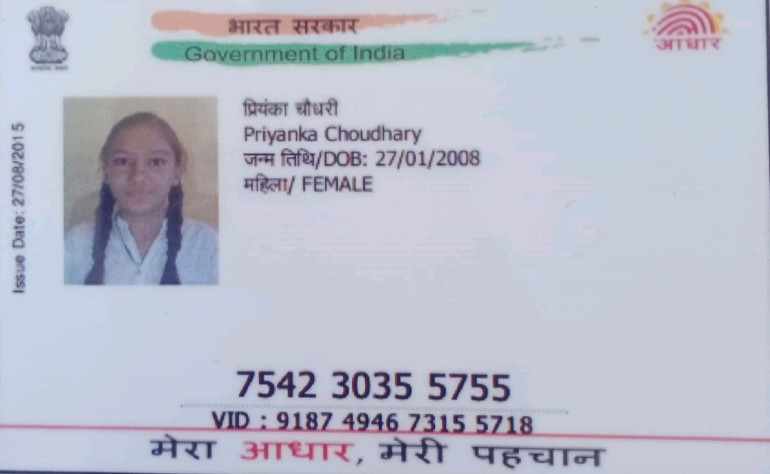 भारत सरकार
Government of India
आधार
Issue Date: 27/08/2015
प्रियंका चौधरी
Priyanka Choudhary
जन्म तिथि/DOB: 27/01/2008
महिला/ FEMALE
7542 3035 5755
VID : 9187 4946 7315 5718
मेरा आधार, मेरी पहचान